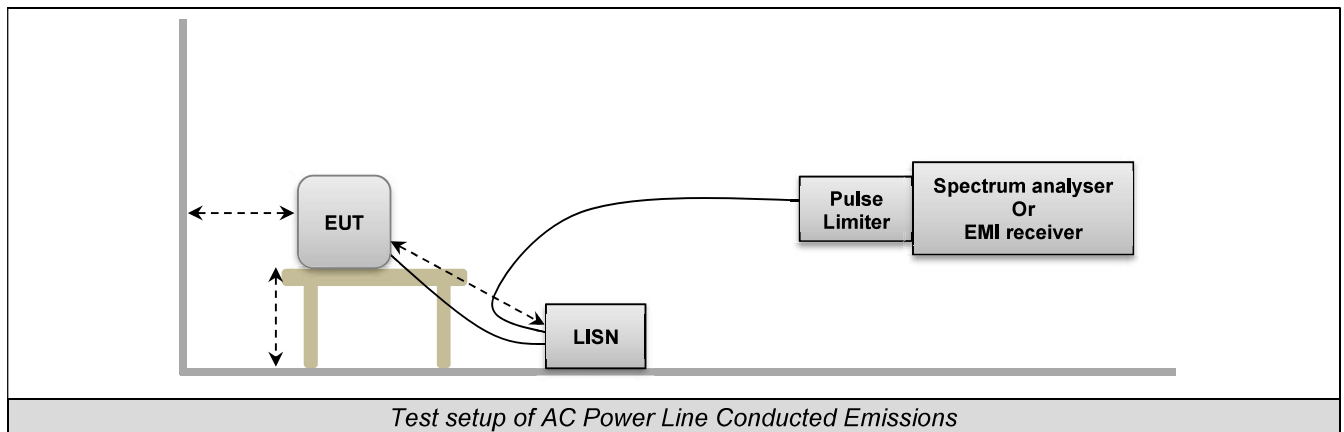 EUT
LISN
Pulse
Limiter
Spectrum analyser
Or
EMI receiver
Test setup of AC Power Line Conducted Emissions